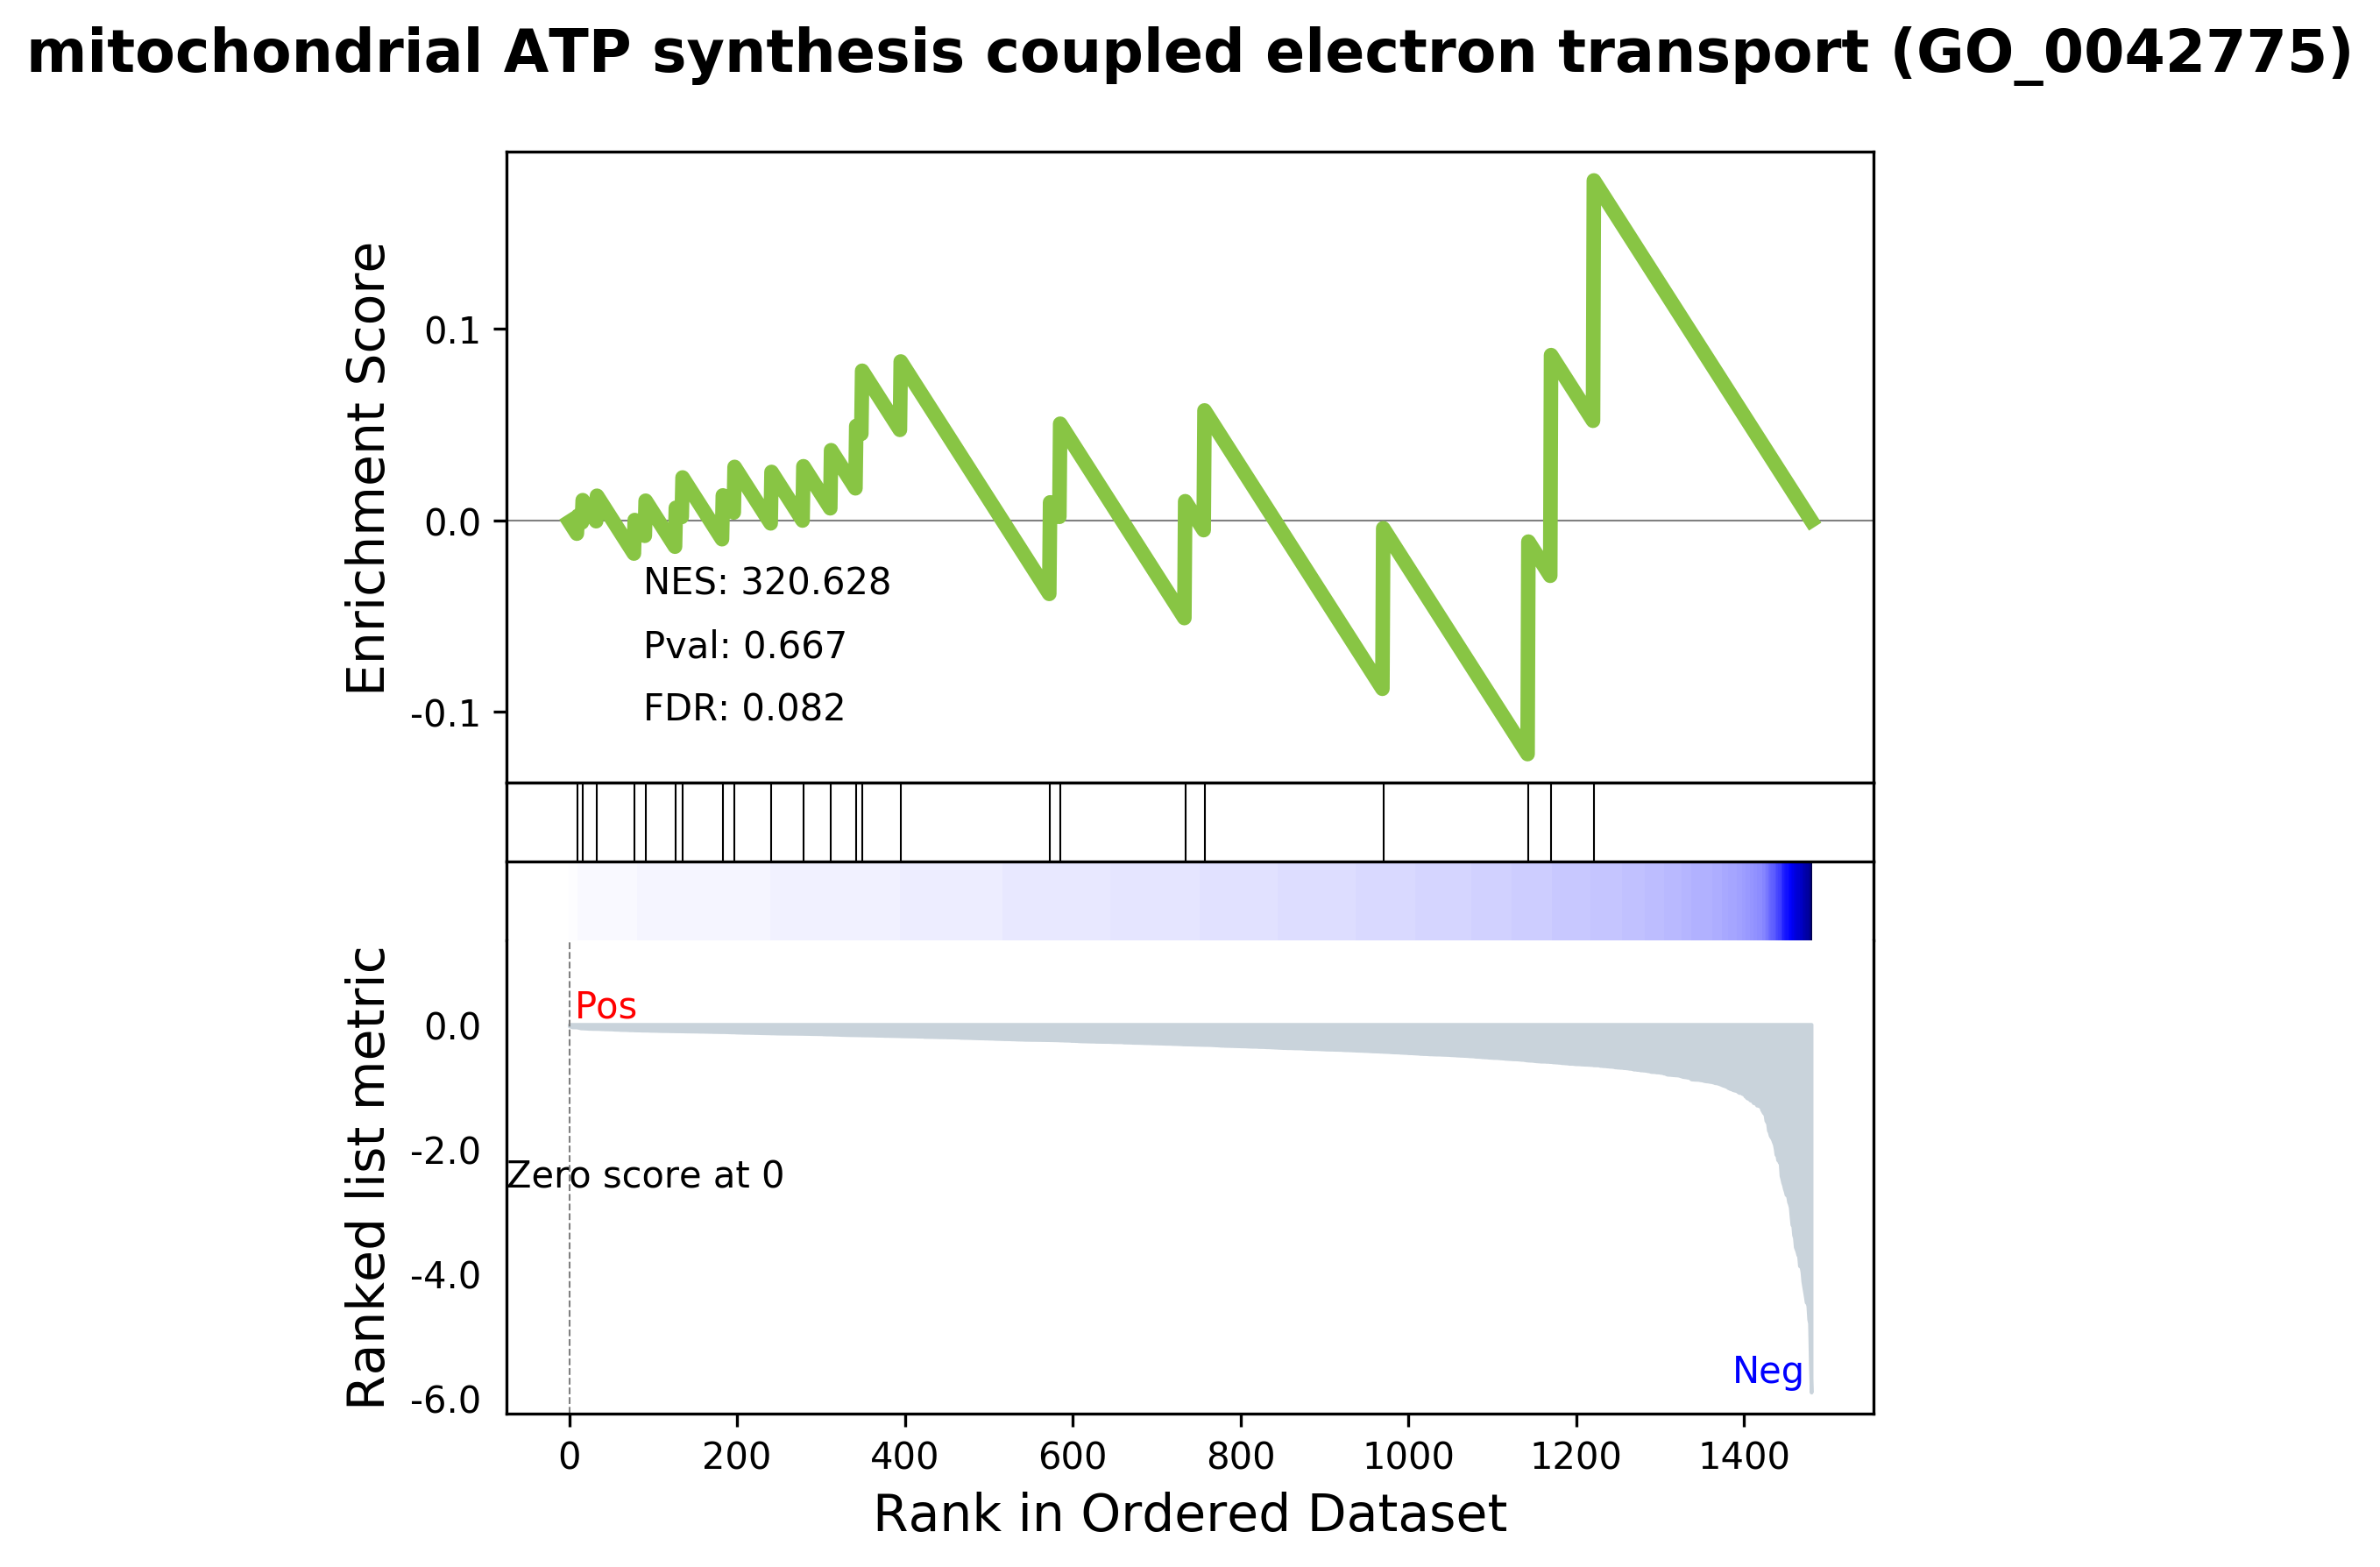 mitochondrial ATP synthesis coupled electron transport (GO_0042775)
Enrichment Score
0.1
0.0
-0.1
NES: 320.628
Pval: 0.667
FDR: 0.082
Ranked list metric
Pos
0.0
-2.0
Zero score at 0
-4.0
Neg
-6.0
0 200 400 600 800 1000 1200 1400
Rank in Ordered Dataset